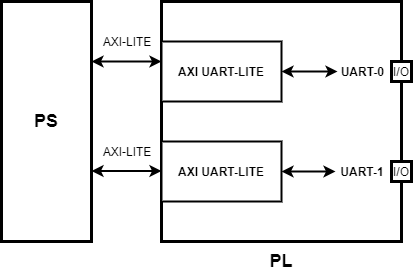 AXI-LITE
AXI UART-LITE
UART-0
I/O
PS
AXI-LITE
AXI UART-LITE
UART-1
I/O
PL